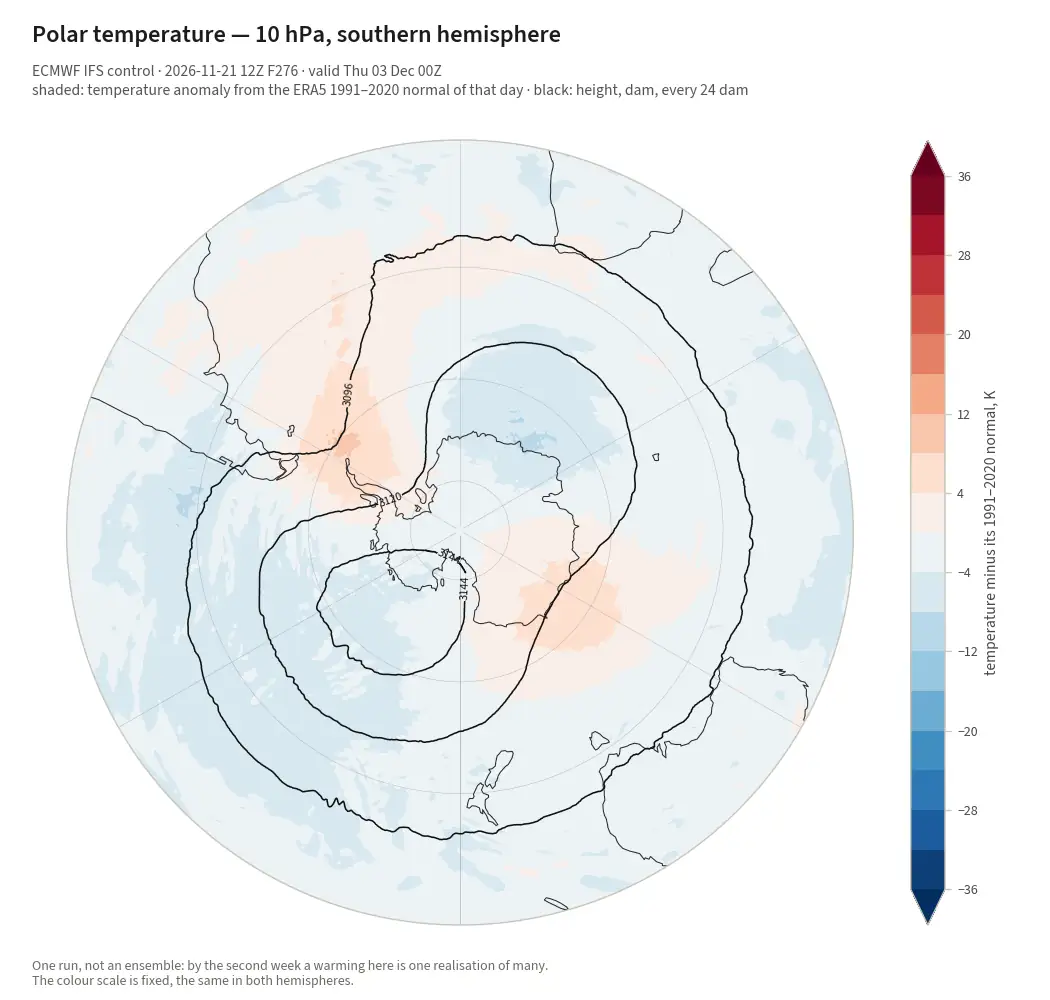 Polar temperature — 10 hPa, southern hemisphere
ECMWF IFS control · 2026-11-21 12Z F276 · valid Thu 03 Dec 00Z
shaded: temperature anomaly from the ERA5 1991–2020 normal of that day · black: height, dam, every 24 dam
36
28
20
12
4
−4
−12
−20
−28
−36
temperature minus its 1991–2020 normal, K
3096
3120
3144
One run, not an ensemble: by the second week a warming here is one realisation of many.
The colour scale is fixed, the same in both hemispheres.